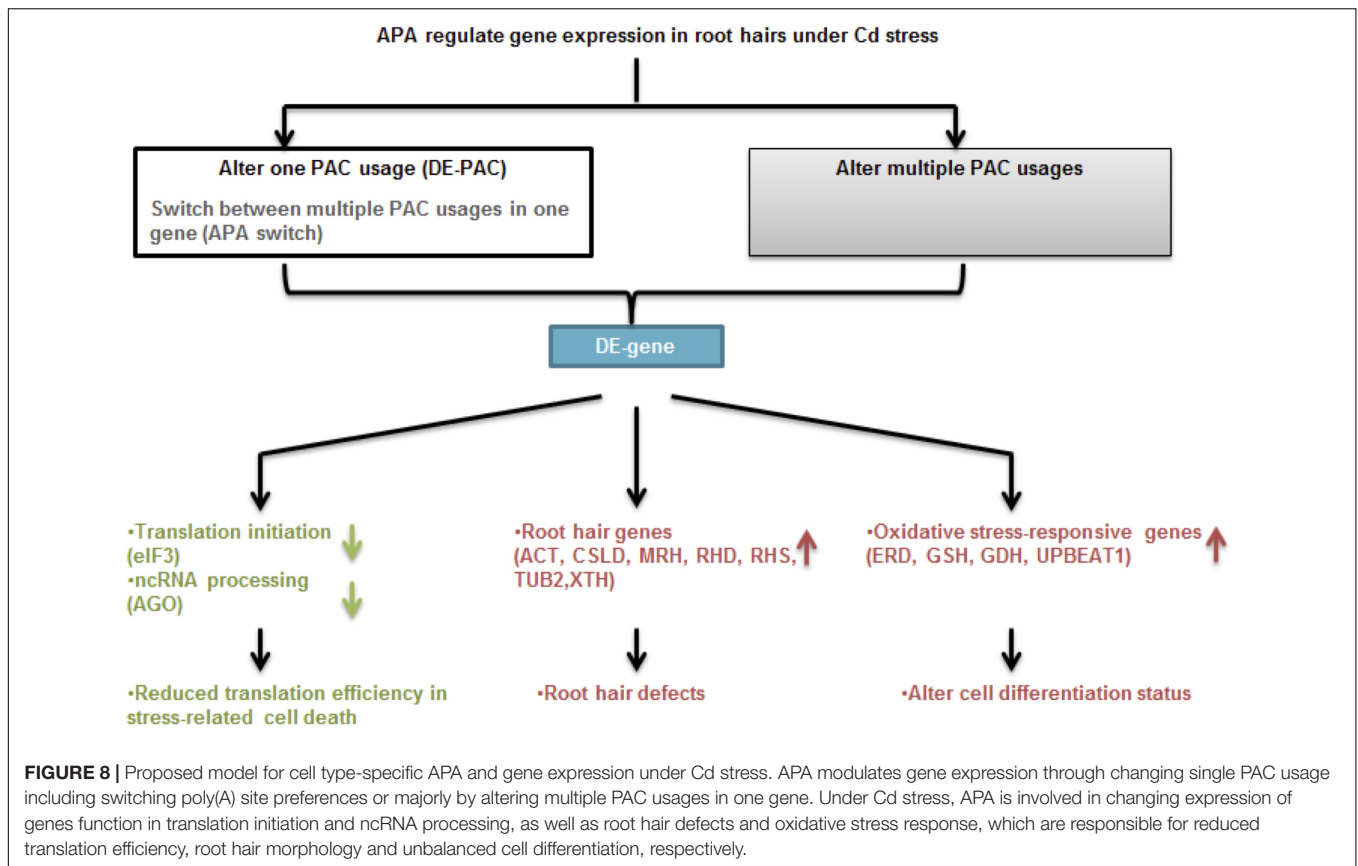 APA regulate gene expression in root hairs under Cd stress
Alter one PAC usage (DE-PAC)
Switch between multiple PAC usages in one
gene (APA switch)
Alter multiple PAC usages
DE-gene
•Translation initiation
(eIF3)
•ncRNA processing
(AGO)
•Root hair genes
(ACT, CSLD, MRH, RHD, RHS,
TUB2,XTH)
•Oxidative stress-responsive genes
(ERD, GSH, GDH, UPBEAT1)
•Reduced translation efficiency in
stress-related cell death
•Root hair defects
•Alter cell differentiation status
FIGURE 8 | Proposed model for cell type-specific APA and gene expression under Cd stress. APA modulates gene expression through changing single PAC usage
including switching poly(A) site preferences or majorly by altering multiple PAC usages in one gene. Under Cd stress, APA is involved in changing expression of
genes function in translation initiation and ncRNA processing, as well as root hair defects and oxidative stress response, which are responsible for reduced
translation efficiency, root hair morphology and unbalanced cell differentiation, respectively.